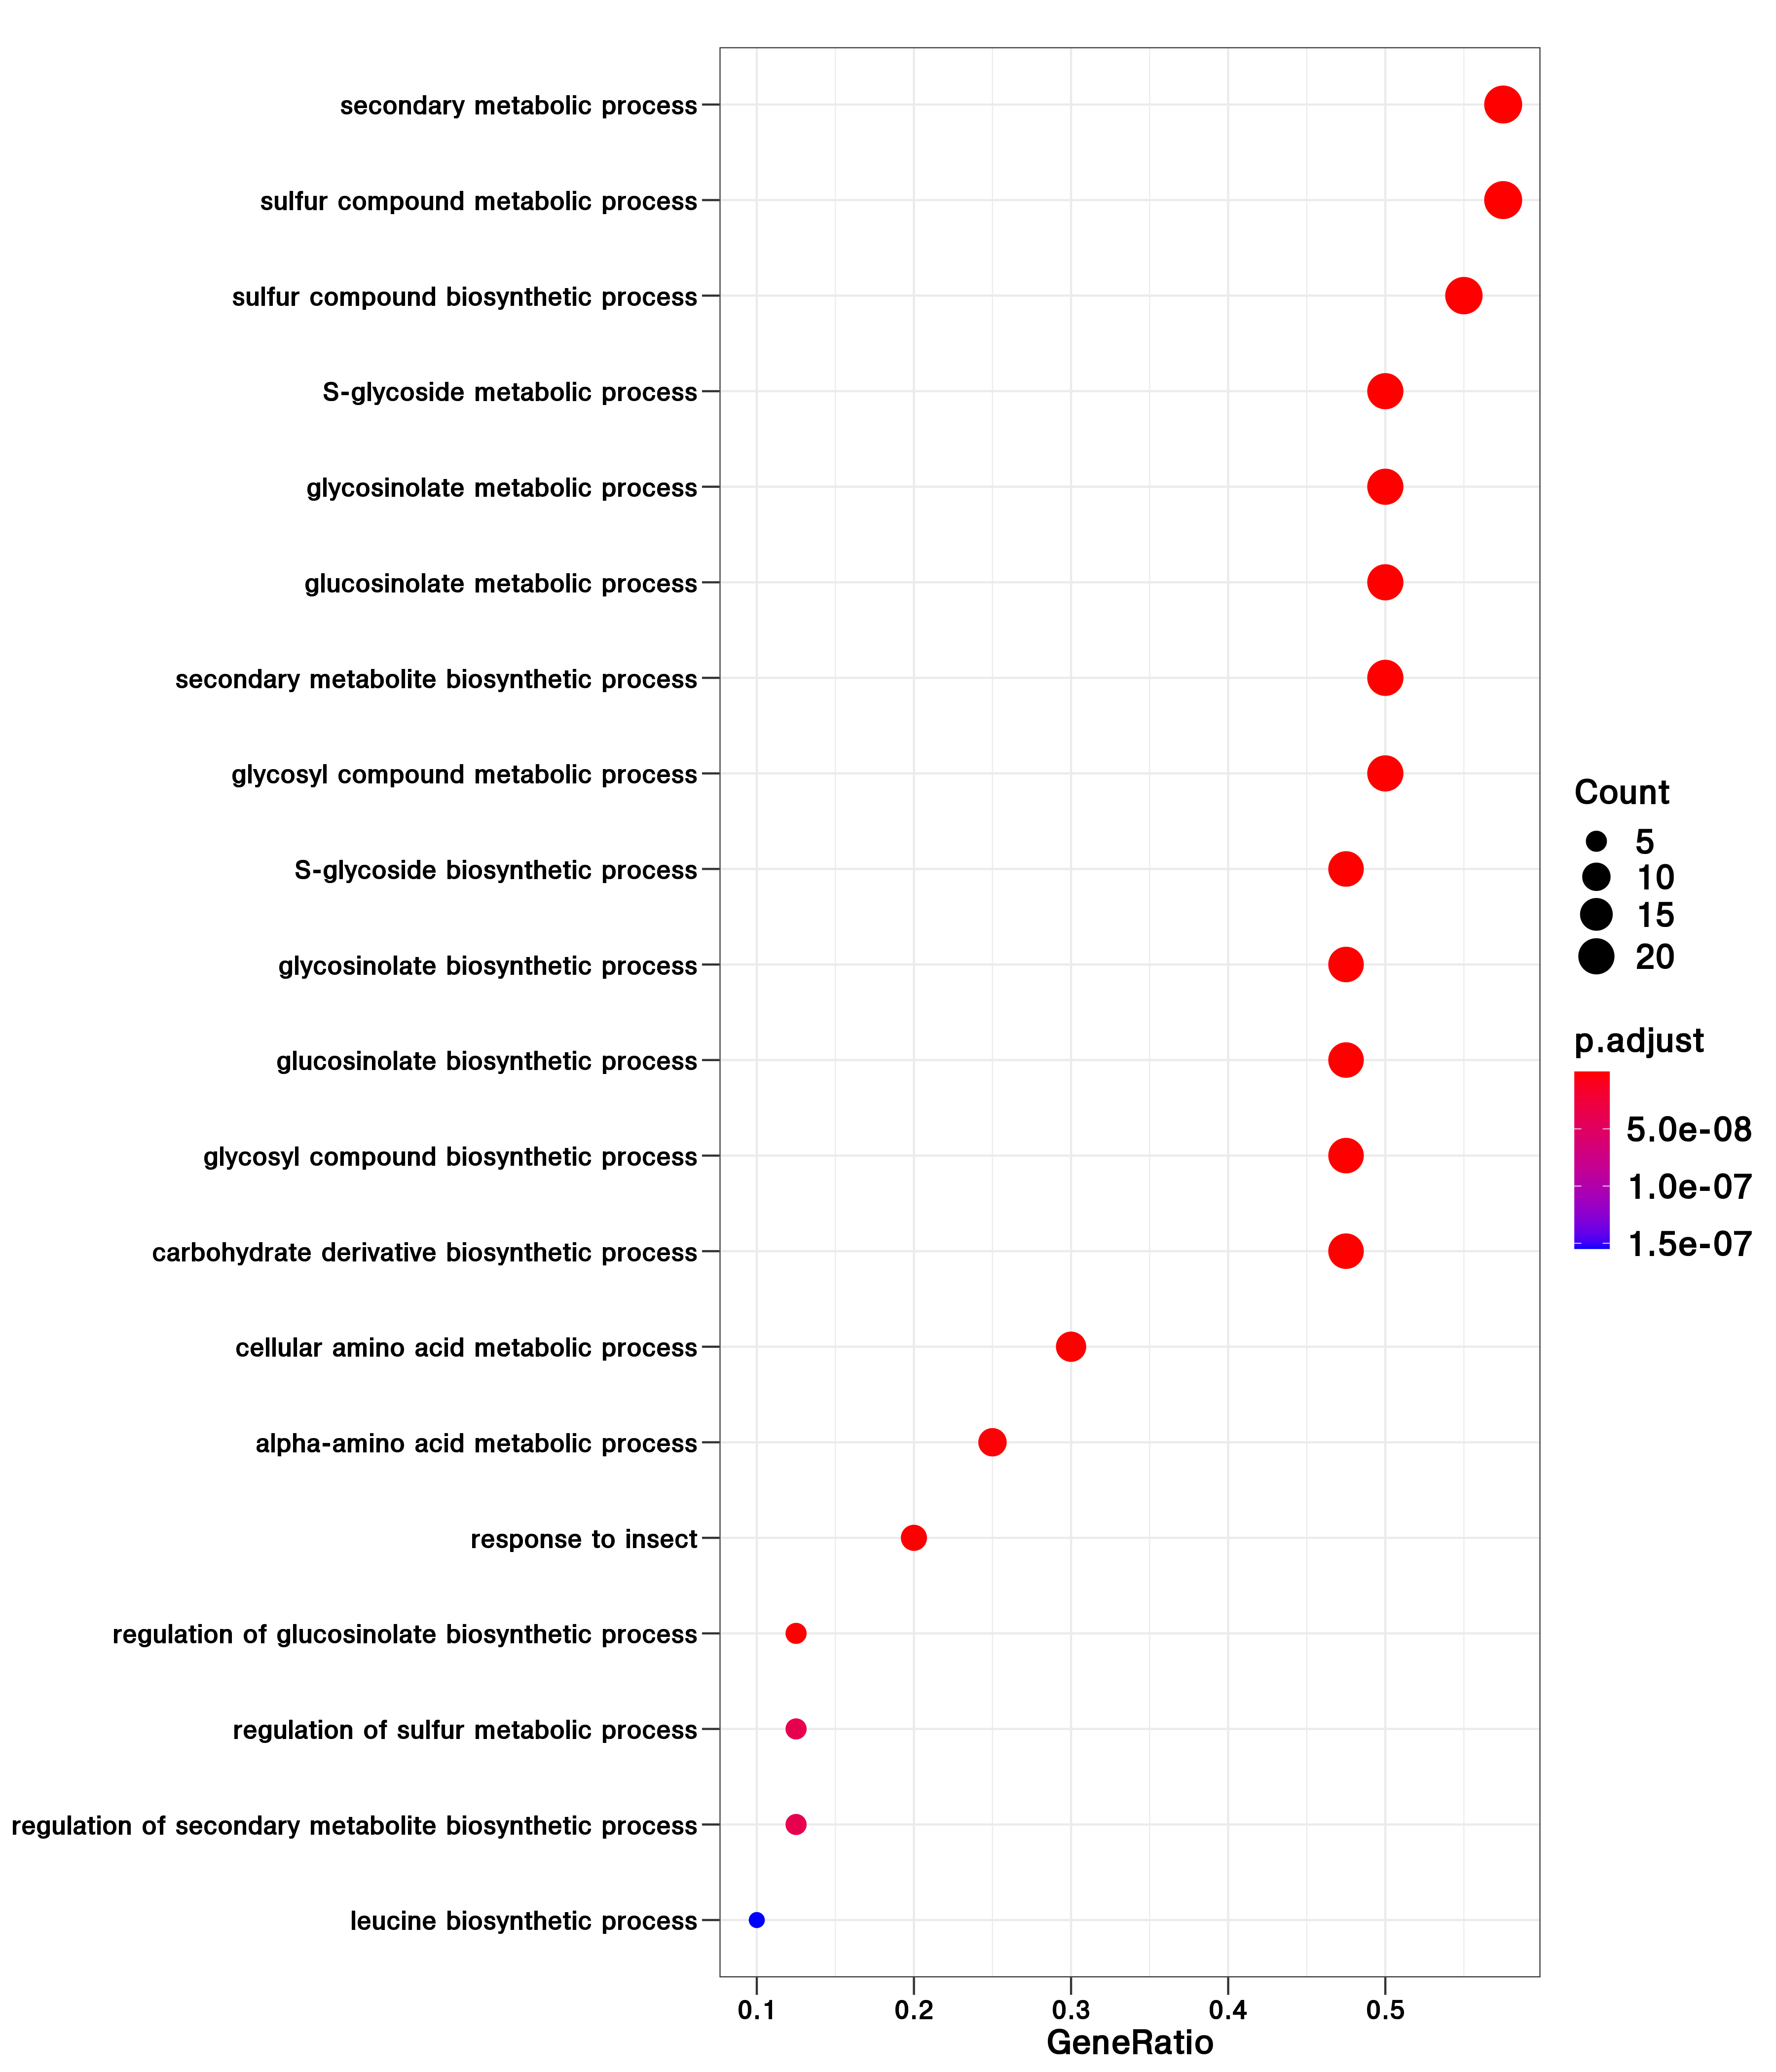 secondary metabolic process
sulfur compound metabolic process
sulfur compound biosynthetic process
S-glycoside metabolic process
glycosinolate metabolic process
glucosinolate metabolic process
secondary metabolite biosynthetic process
glycosyl compound metabolic process
S-glycoside biosynthetic process
glycosinolate biosynthetic process
glucosinolate biosynthetic process
glycosyl compound biosynthetic process
carbohydrate derivative biosynthetic process
cellular amino acid metabolic process
alpha-amino acid metabolic process
response to insect
regulation of glucosinolate biosynthetic process
regulation of sulfur metabolic process
regulation of secondary metabolite biosynthetic process
leucine biosynthetic process
0.1 0.2 0.3 0.4 0.5
GeneRatio
Count
5
10
15
20
p.adjust
5.0e-08
1.0e-07
1.5e-07